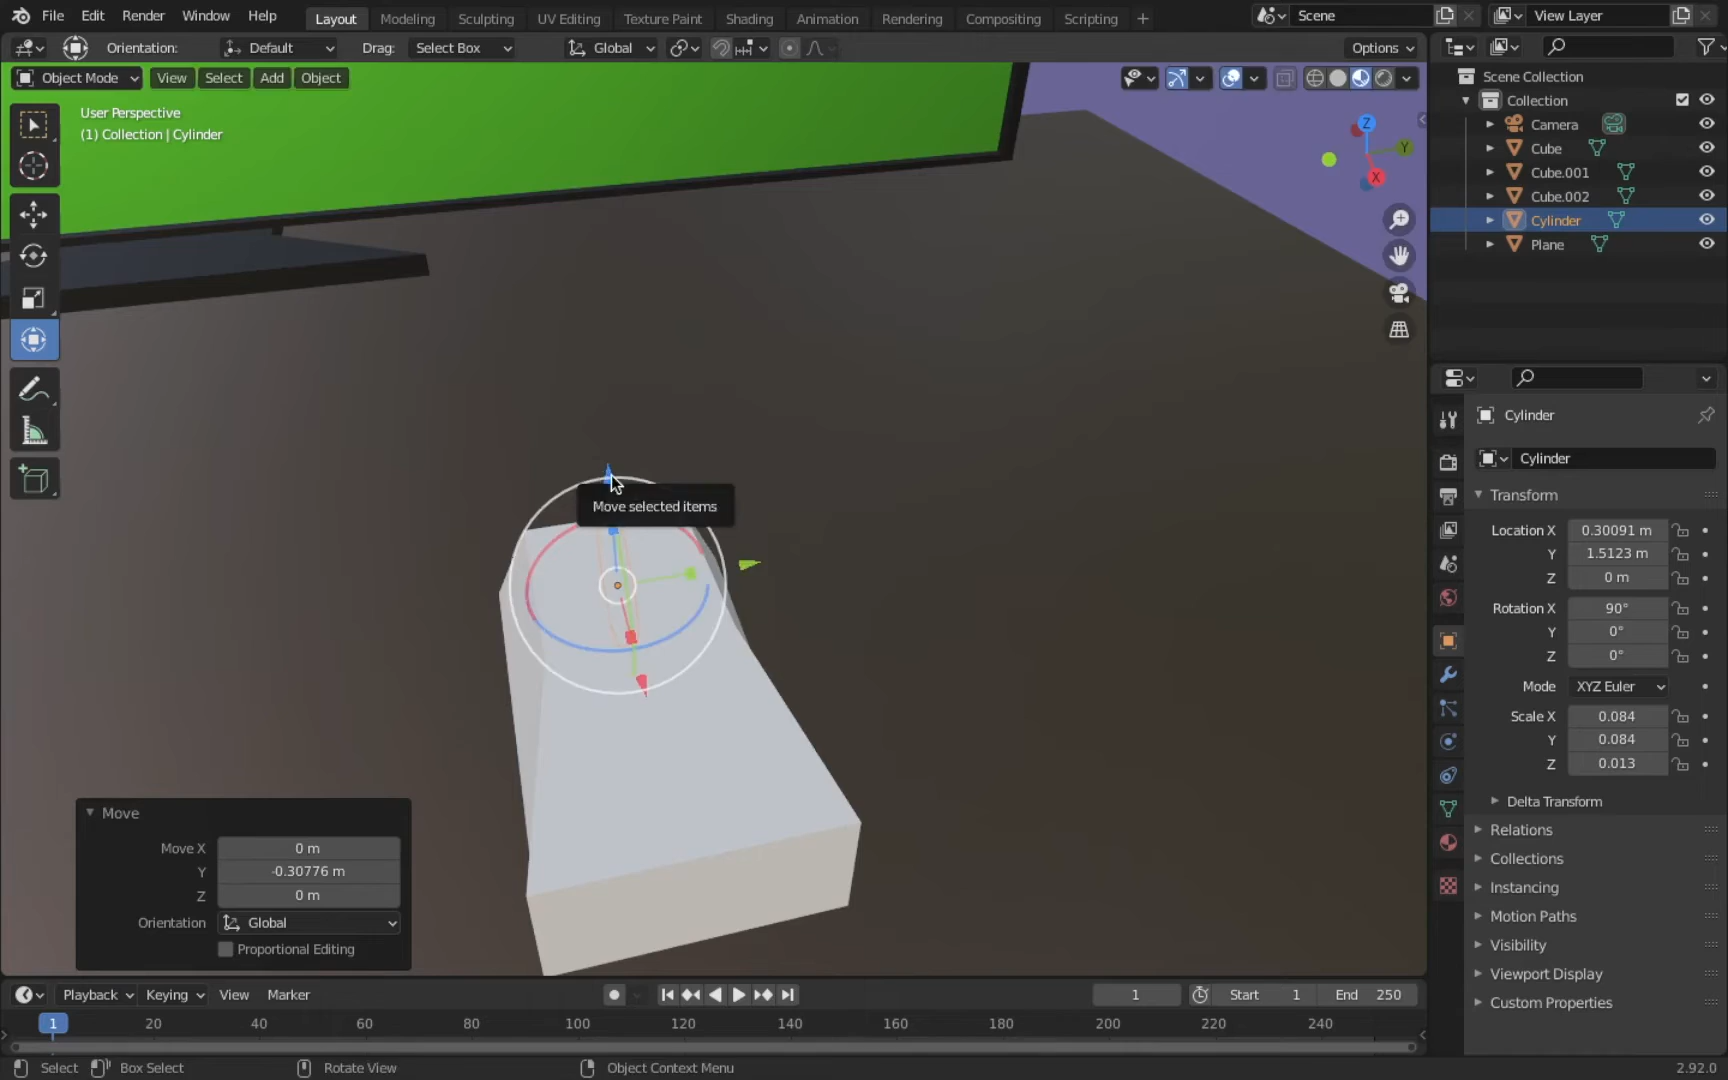 File Edit Render Window Help Layout Modeling Sculpting UV Editing Texture Paint Shading Animation Rendering Compositing Scripting + Scene View Layer
Orientation: Default Drag: Select Box Global Options
Object Mode View Select Add Object
User Perspective
(1) Collection | Cylinder
Z
Y
X
Move selected items
Move
Move X 0 m
Y -0.30776 m
Z 0 m
Orientation Global
Proportional Editing
Scene Collection
Collection
Camera
Cube
Cube.001
Cube.002
Cylinder
Plane
Cylinder
Cylinder
Transform
Location X 0.30091 m
Y 1.5123 m
Z 0 m
Rotation X 90°
Y 0°
Z 0°
Mode XYZ Euler
Scale X 0.084
Y 0.084
Z 0.013
Delta Transform
Relations
Collections
Instancing
Motion Paths
Visibility
Viewport Display
Custom Properties
Playback Keying View Marker 1 Start 1 End 250
1 20 40 60 80 100 120 140 160 180 200 220 240
Select Box Select Rotate View Object Context Menu 2.92.0